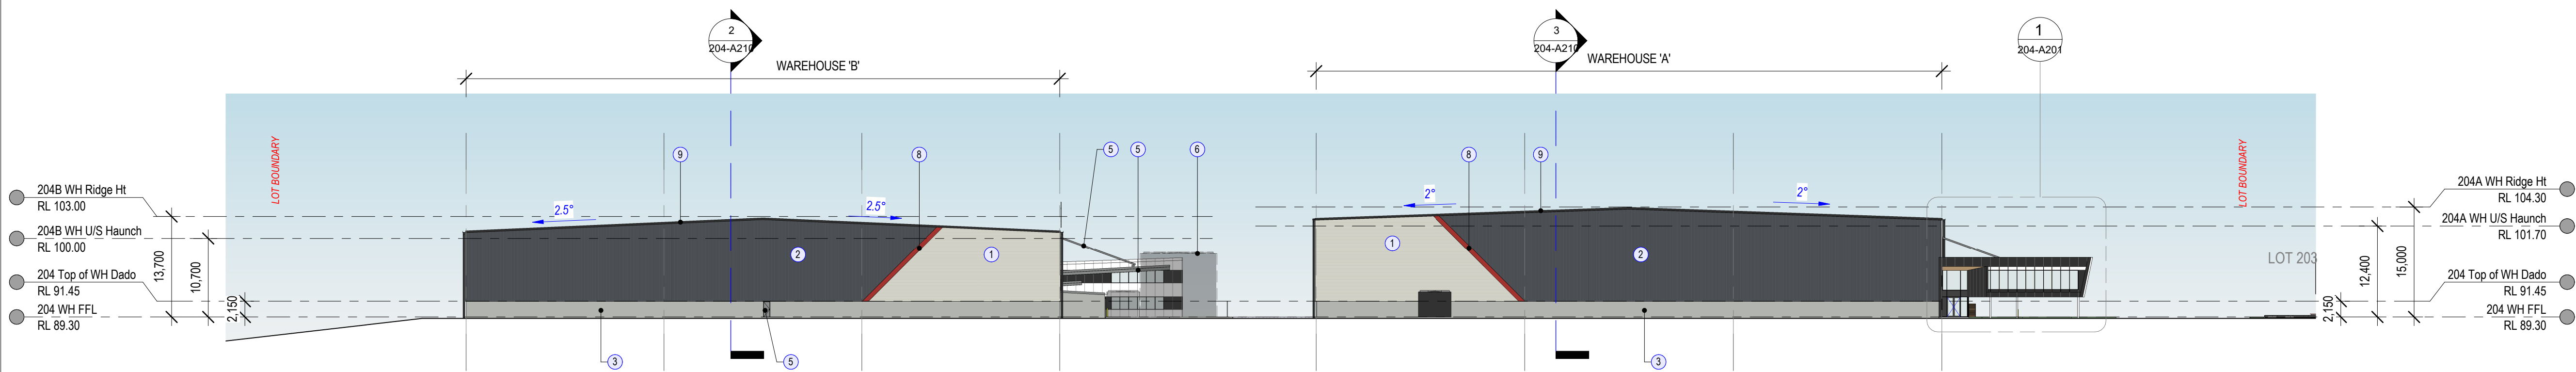 2
204-A210
WAREHOUSE 'B'
3
204-A210
WAREHOUSE 'A'
1
204-A201
LOT BOUNDARY
LOT BOUNDARY
9
8
5
5
6
8
9
204B WH Ridge Ht
RL 103.00
204B WH U/S Haunch
RL 100.00
204 Top of WH Dado
RL 91.45
204 WH FFL
RL 89.30
13,700
10,700
2,150
2.5°
2.5°
2°
2°
2
1
1
2
LOT 203
204A WH Ridge Ht
RL 104.30
204A WH U/S Haunch
RL 101.70
204 Top of WH Dado
RL 91.45
204 WH FFL
RL 89.30
2,150
12,400
15,000
3
5
3